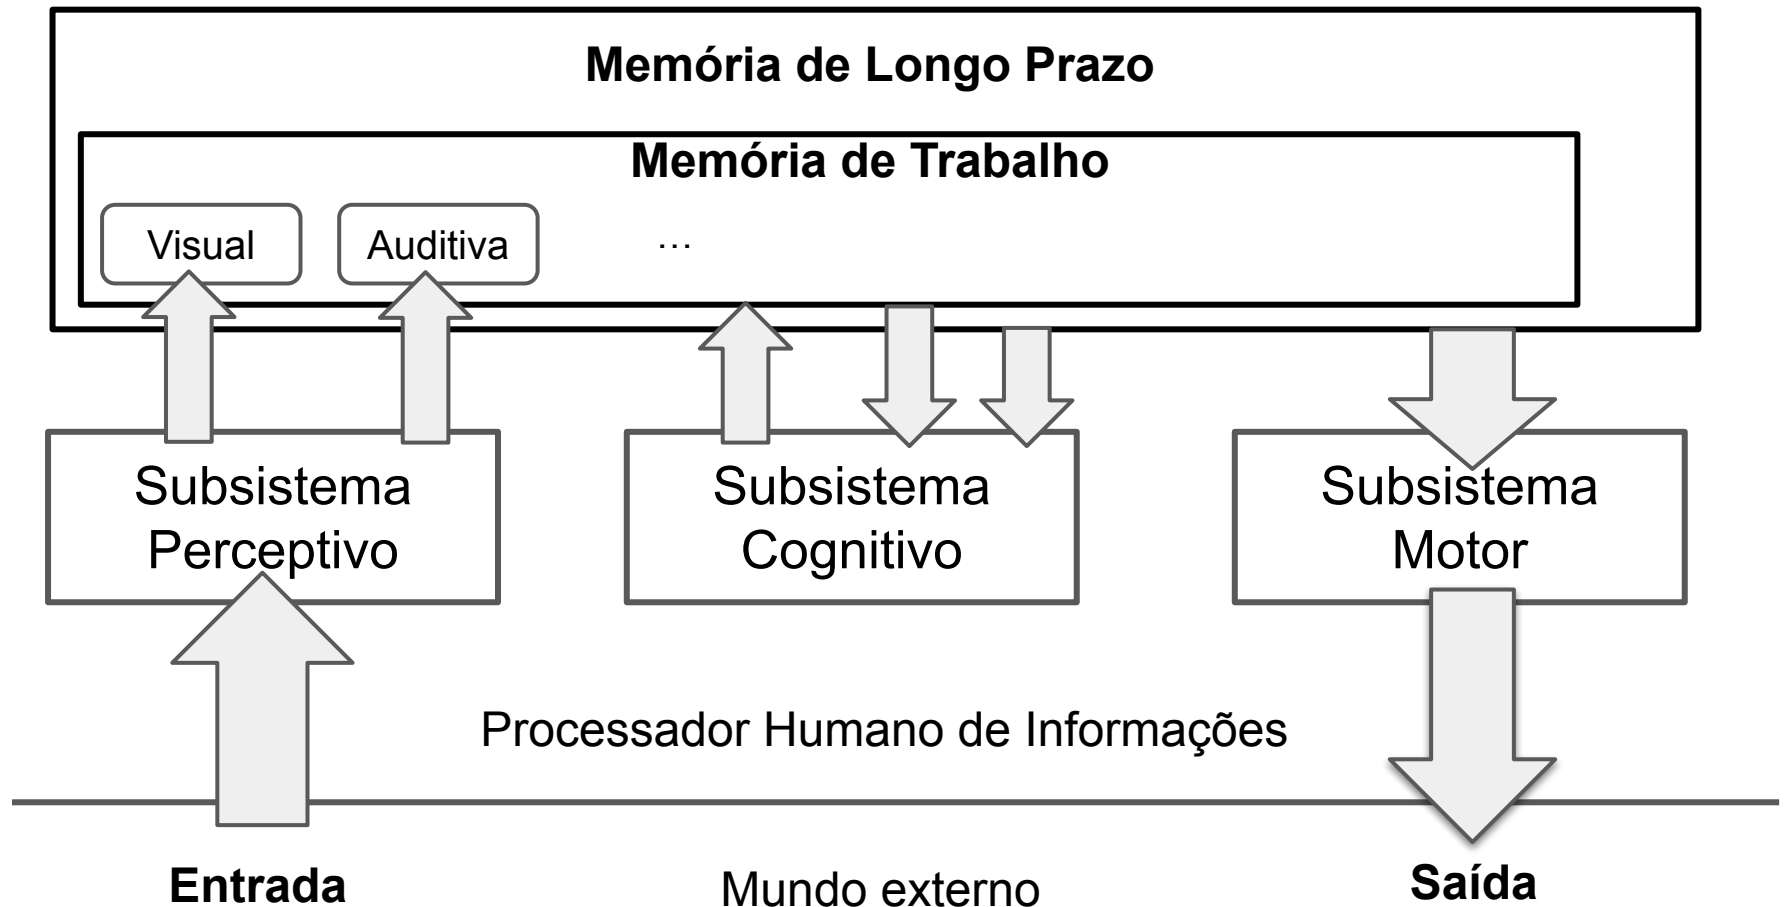 Memória de Longo Prazo
Memória de Trabalho
Visual
Auditiva
...
Subsistema
Perceptivo
Subsistema
Cognitivo
Subsistema
Motor
Processador Humano de Informações
Entrada
Mundo externo
Saída